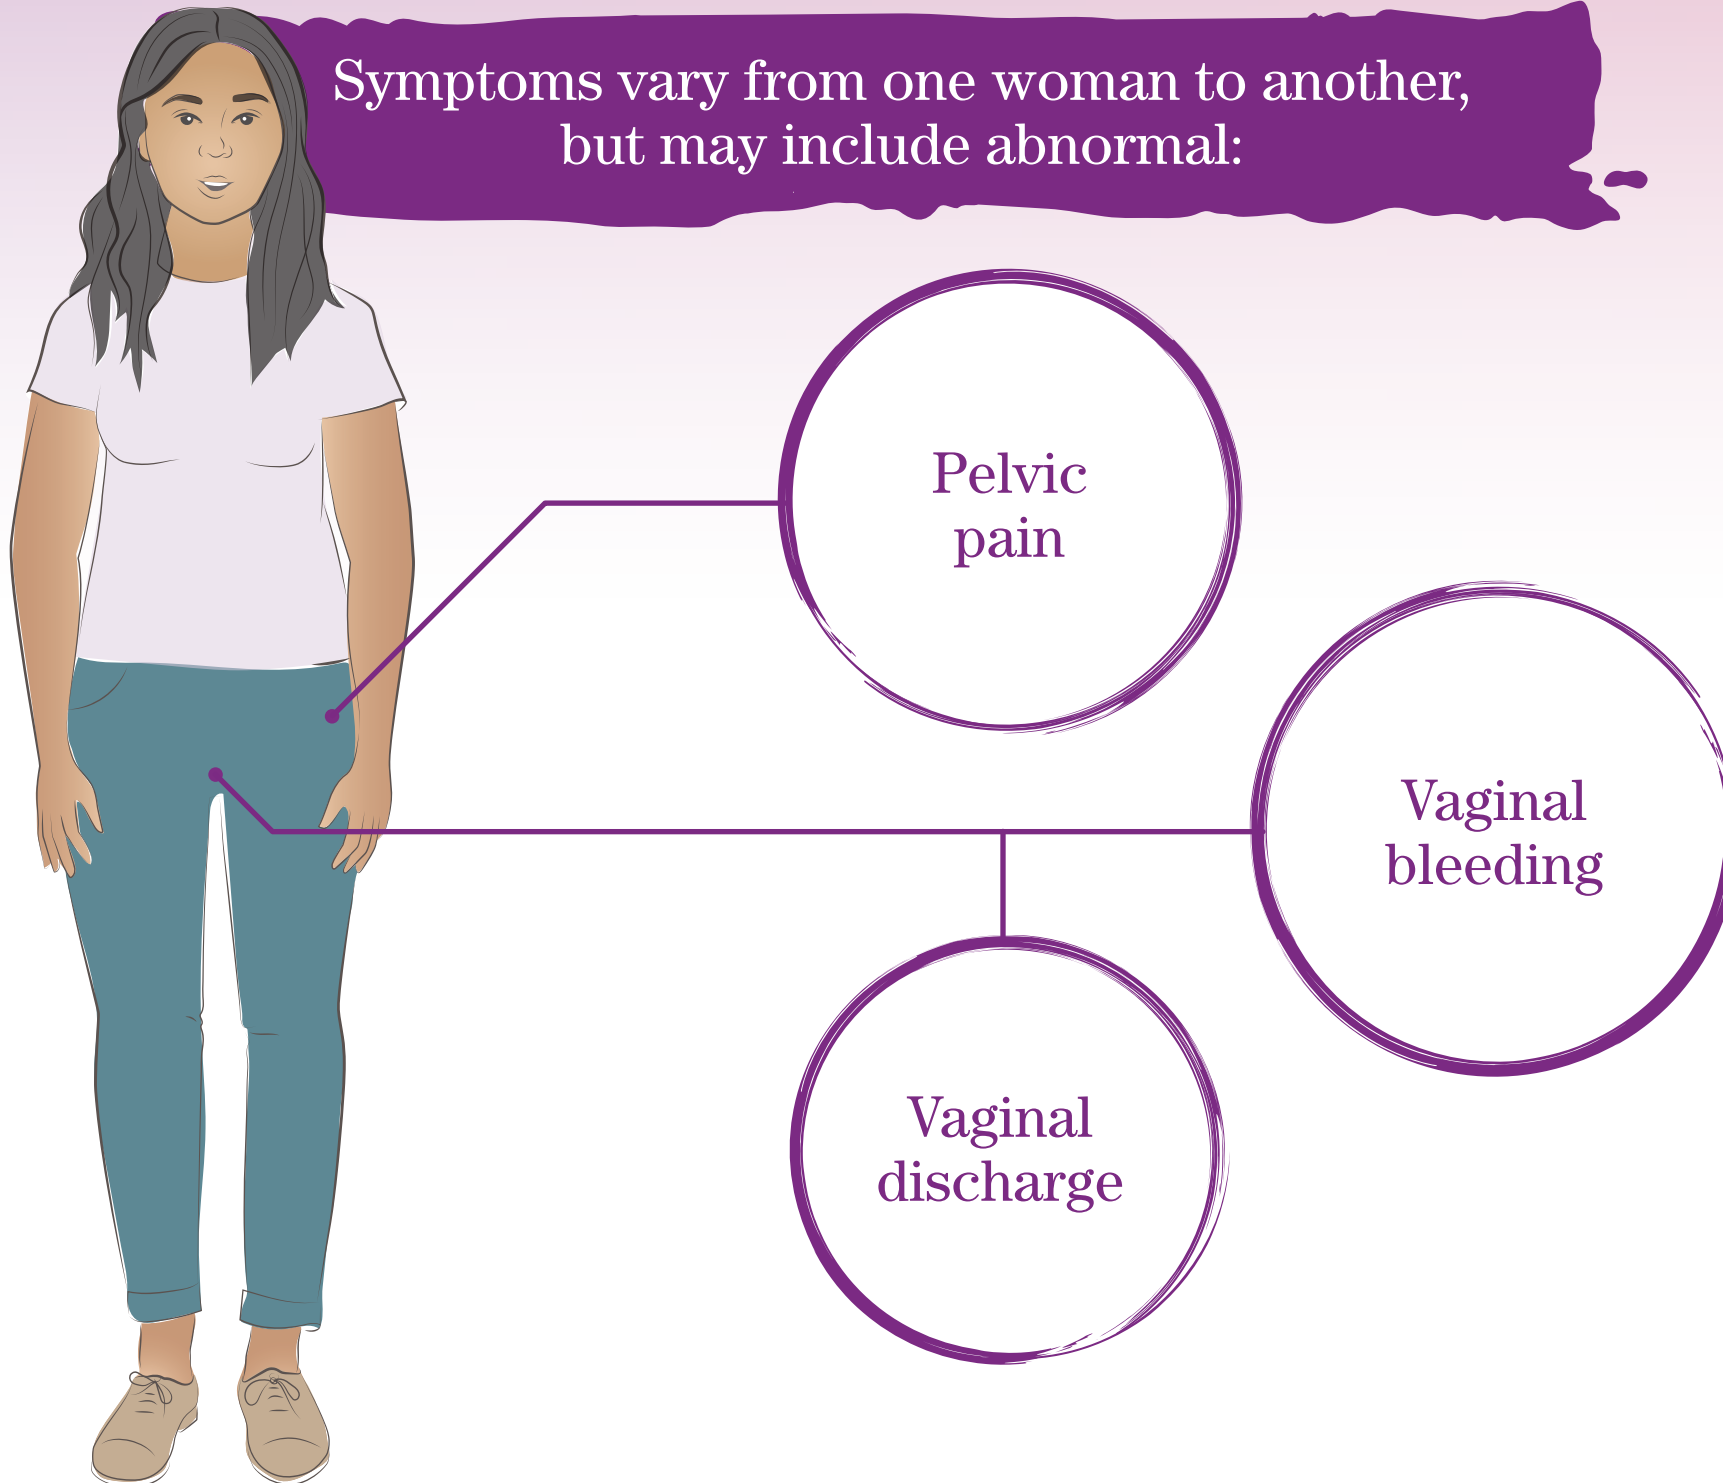 Symptoms vary from one woman to another,
but may include abnormal:
Pelvic
pain
Vaginal
bleeding
Vaginal
discharge